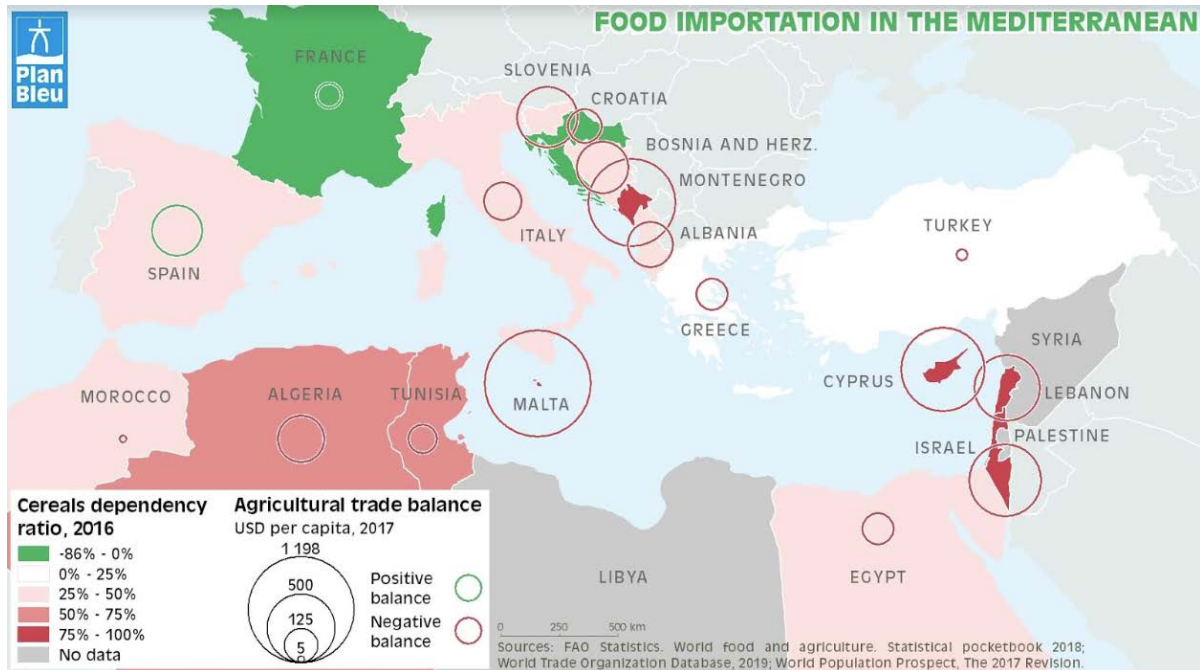 FOOD IMPORTATION IN THE MEDITERRANEAN
Plan
Bleu
FRANCE
SLOVENIA
CROATIA
BOSNIA AND HERZ.
MONTENEGRO
ALBANIA
ITALY
SPAIN
TURKEY
GREECE
SYRIA
CYPRUS
LEBANON
MOROCCO
ALGERIA
TUNISIA
MALTA
PALESTINE
ISRAEL
LIBYA
EGYPT
Cereals dependency
ratio, 2016
-86% - 0%
0% - 25%
25% - 50%
50% - 75%
75% - 100%
No data
Agricultural trade balance
USD per capita, 2017
1 198
500
125
5
0
Positive
balance
Negative
balance
0 250 500 km
Sources: FAO Statistics. World food and agriculture. Statistical pocketbook 2018;
World Trade Organization Database, 2019; World Population Prospect, The 2017 Revision.